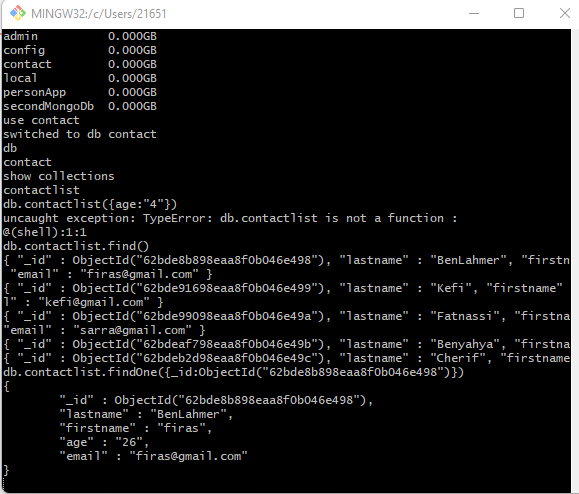 MINGW32:/c/Users/21651
admin          0.000GB
config         0.000GB
contact        0.000GB
local          0.000GB
personApp      0.000GB
secondMongoDb  0.000GB
use contact
switched to db contact
db
contact
show collections
contactlist
db.contactlist({age:"4"})
uncaught exception: TypeError: db.contactlist is not a function :
@(shell):1:1
db.contactlist.find()
{ "_id" : ObjectId("62bde8b898eaa8f0b046e498"), "lastname" : "BenLahmer", "firstn
 "email" : "firas@gmail.com" }
{ "_id" : ObjectId("62bde91698eaa8f0b046e499"), "lastname" : "Kefi", "firstname"
l" : "kefi@gmail.com" }
{ "_id" : ObjectId("62bde99098eaa8f0b046e49a"), "lastname" : "Fatnassi", "firstna
"email" : "sarra@gmail.com" }
{ "_id" : ObjectId("62bdeaf798eaa8f0b046e49b"), "lastname" : "Benyahya", "firstna
{ "_id" : ObjectId("62bdeb2d98eaa8f0b046e49c"), "lastname" : "Cherif", "firstname
db.contactlist.findOne({_id:ObjectId("62bde8b898eaa8f0b046e498")})
{
        "_id" : ObjectId("62bde8b898eaa8f0b046e498"),
        "lastname" : "BenLahmer",
        "firstname" : "firas",
        "age" : "26",
        "email" : "firas@gmail.com"
}